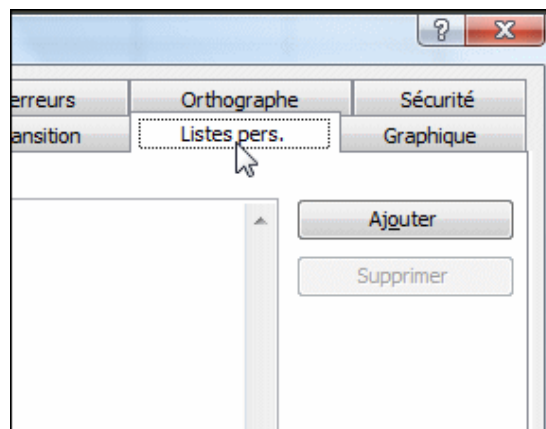 ?
erreurs Orthographe Sécurité
ansition Listes pers. Graphique
Ajouter
Supprimer